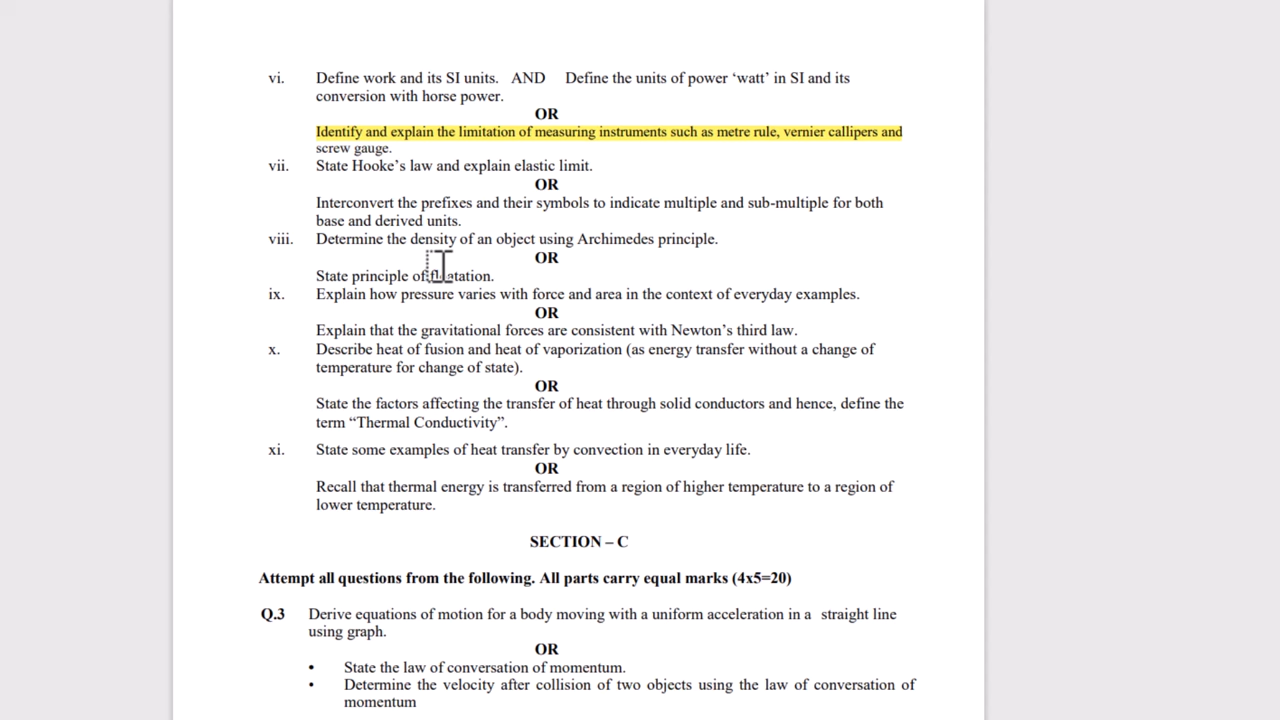 vi. Define work and its SI units. AND Define the units of power ‘watt’ in SI and its
conversion with horse power.
OR
Identify and explain the limitation of measuring instruments such as metre rule, vernier callipers and
screw gauge.
vii. State Hooke’s law and explain elastic limit.
OR
Interconvert the prefixes and their symbols to indicate multiple and sub-multiple for both
base and derived units.
viii. Determine the density of an object using Archimedes principle.
OR
State principle of
ix. Explain how pressure varies with force and area in the context of everyday examples.
OR
Explain that the gravitational forces are consistent with Newton’s third law.
x. Describe heat of fusion and heat of vaporization (as energy transfer without a change of
temperature for change of state).
OR
State the factors affecting the transfer of heat through solid conductors and hence, define the
term “Thermal Conductivity”.
xi. State some examples of heat transfer by convection in everyday life.
OR
Recall that thermal energy is transferred from a region of higher temperature to a region of
lower temperature.
SECTION – C
Attempt all questions from the following. All parts carry equal marks (4x5=20)
Q.3 Derive equations of motion for a body moving with a uniform acceleration in a straight line
using graph.
OR
• State the law of conversation of momentum.
• Determine the velocity after collision of two objects using the law of conversation of
momentum